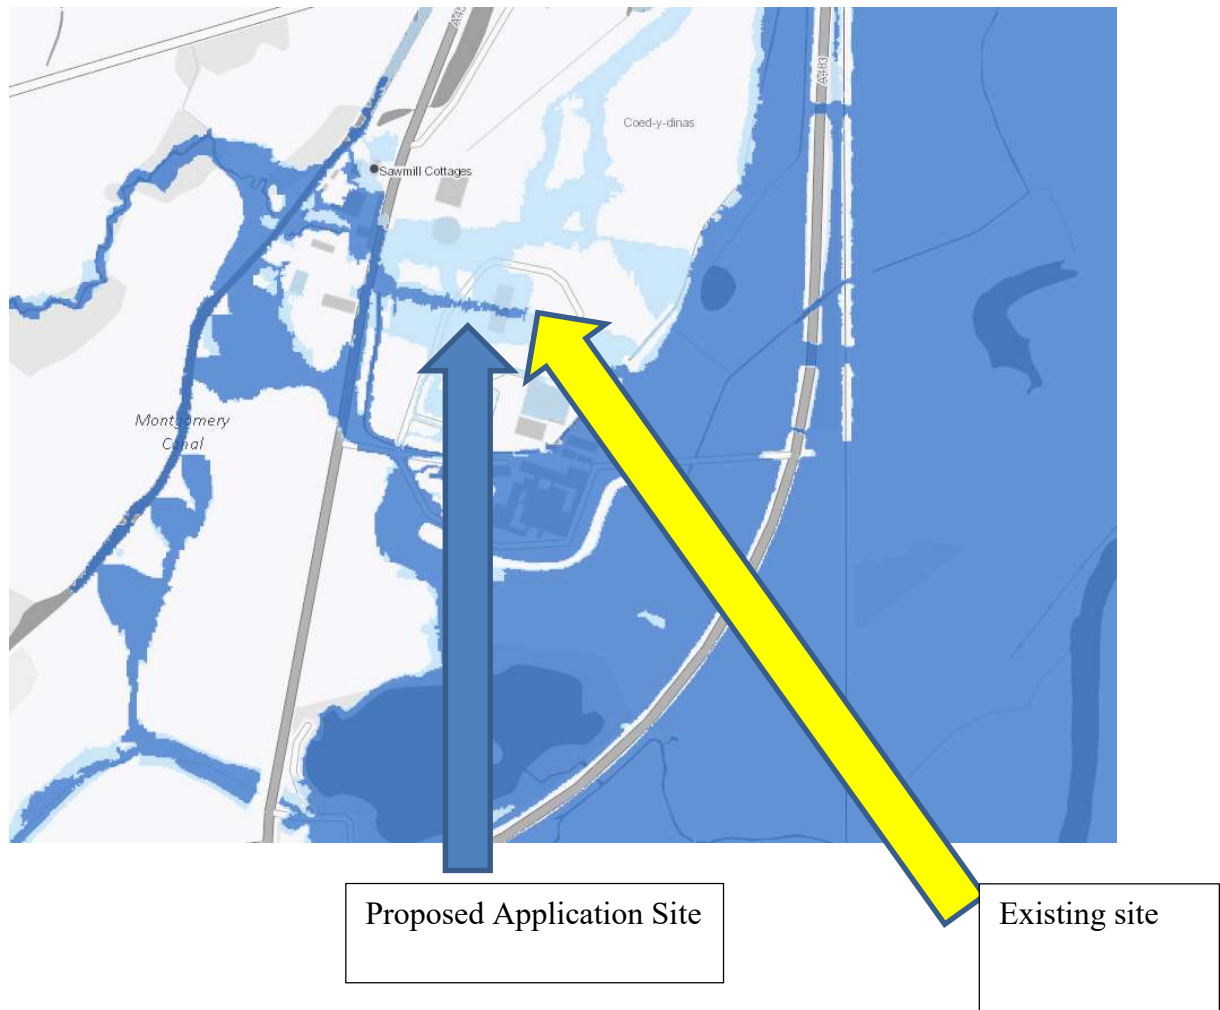 A483
Coed-y-dinas
Sawmill Cottages
Montgomery
Canal
Proposed Application Site
Existing site